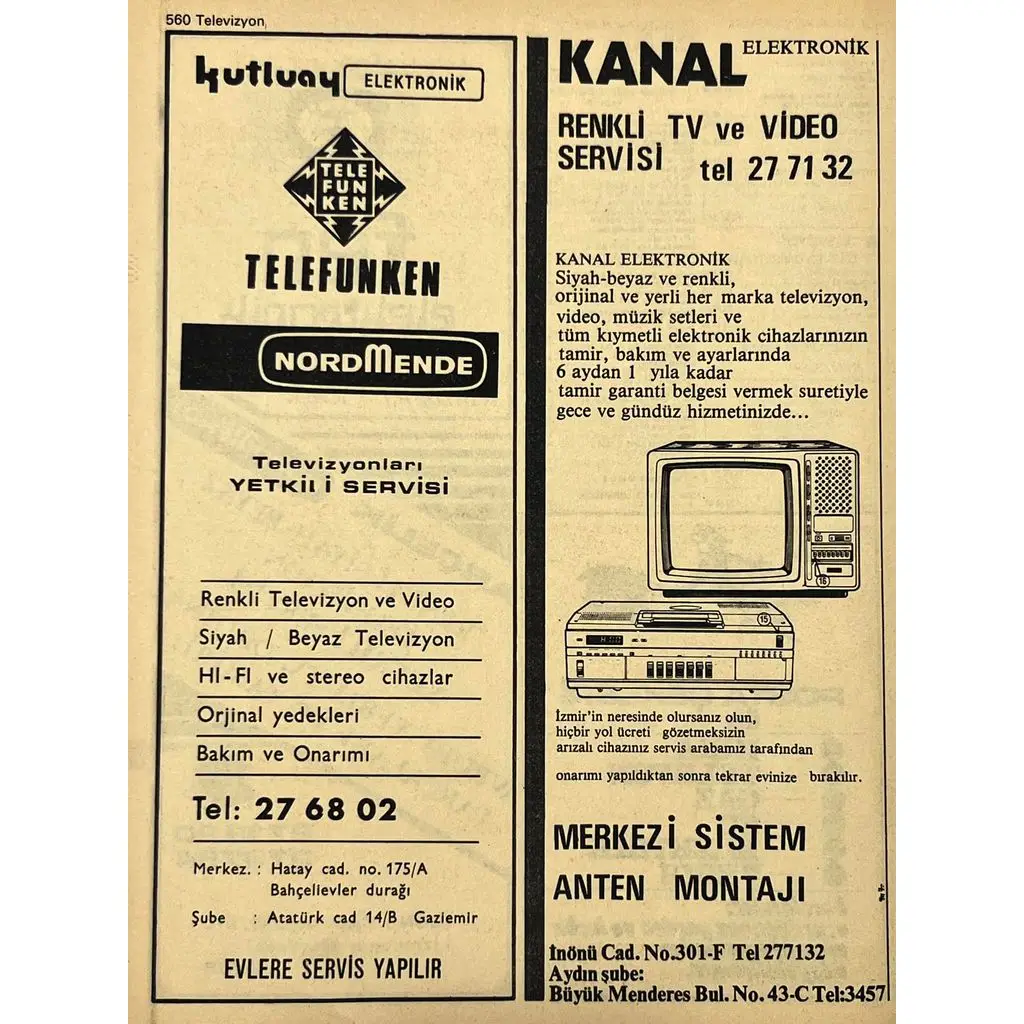 560 Televizyon
kutluay ELEKTRONİK
TELE
FUN
KEN
TELEFUNKEN
NORDMENDE
Televizyonları
YETKİLİ SERVİSİ
Renkli Televizyon ve Video
Siyah / Beyaz Televizyon
HI-FI ve stereo cihazlar
Orjinal yedekleri
Bakım ve Onarımı
Tel: 27 68 02
Merkez. : Hatay cad. no. 175/A
Bahçelievler durağı
Şube : Atatürk cad 14/B Gaziemir
EVLERE SERVİS YAPILIR
KANAL ELEKTRONİK
RENKLİ TV ve VİDEO
SERVİSİ tel 27 71 32
KANAL ELEKTRONİK
Siyah-beyaz ve renkli,
orijinal ve yerli her marka televizyon,
video, müzik setleri ve
tüm kıymetli elektronik cihazlarınızın
tamir, bakım ve ayarlarında
6 aydan 1 yıla kadar
tamir garanti belgesi vermek suretiyle
gece ve gündüz hizmetinizde...
16
15
İzmir'in neresinde olursanız olun,
hiçbir yol ücreti gözetmeksizin
arızalı cihazınız servis arabamız tarafından
onarımı yapıldıktan sonra tekrar evinize bırakılır.
MERKEZİ SİSTEM
ANTEN MONTAJI
İnönü Cad. No.301-F Tel 277132
Aydın şube:
Büyük Menderes Bul. No. 43-C Tel:3457